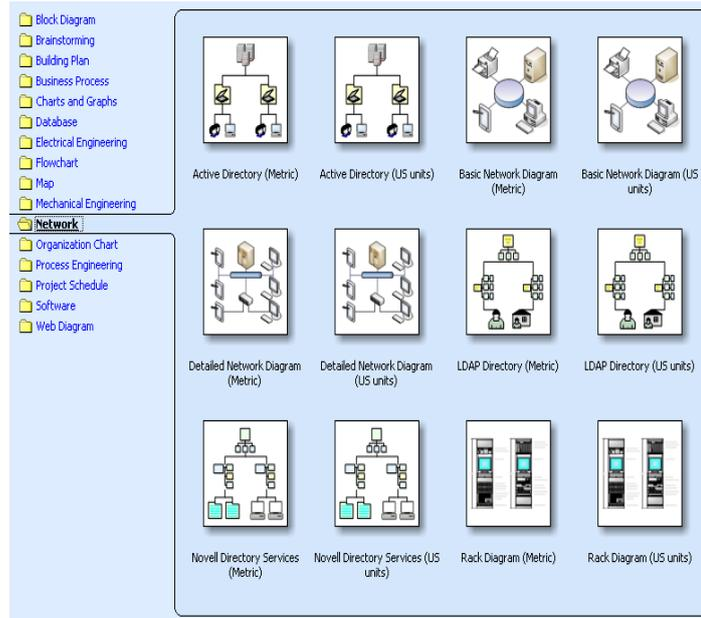 Block Diagram
Brainstorming
Building Plan
Business Process
Charts and Graphs
Database
Electrical Engineering
Flowchart
Map
Mechanical Engineering
Network
Organization Chart
Process Engineering
Project Schedule
Software
Web Diagram
Active Directory (Metric)
Active Directory (US units)
Basic Network Diagram
(Metric)
Basic Network Diagram (US
units)
Detailed Network Diagram
(Metric)
Detailed Network Diagram
(US units)
LDAP Directory (Metric)
LDAP Directory (US units)
Novell Directory Services
(Metric)
Novell Directory Services (US
units)
Rack Diagram (Metric)
Rack Diagram (US units)